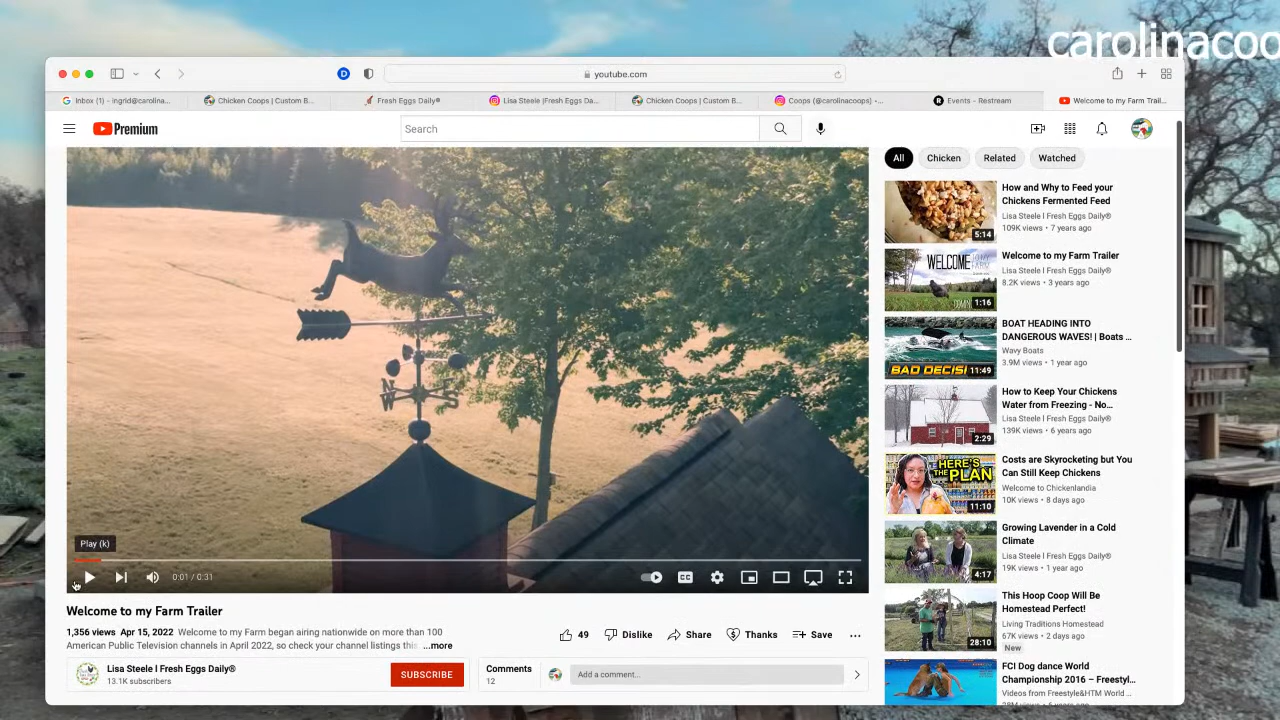 carolinacoo
youtube.com
Inbox (1) - ingrid@carolina...
Chicken Coops | Custom B...
Fresh Eggs Daily®
Lisa Steele |Fresh Eggs Da...
Chicken Coops | Custom B...
Coops (@carolinacoops) •...
Events - Restream
Welcome to my Farm Trail...
Premium
Search
All
Chicken
Related
Watched
How and Why to Feed your
Chickens Fermented Feed
Lisa Steele l Fresh Eggs Daily®
109K views • 7 years ago
5:14
WELCOME TO MY FARM
1:16
Welcome to my Farm Trailer
Lisa Steele l Fresh Eggs Daily®
8.2K views • 3 years ago
BAD DECISI
11:49
BOAT HEADING INTO
DANGEROUS WAVES! | Boats ...
Wavy Boats
3.9M views • 1 year ago
2:29
How to Keep Your Chickens
Water from Freezing - No...
Lisa Steele l Fresh Eggs Daily®
139K views • 6 years ago
HERE'S
THE PLAN
11:10
Costs are Skyrocketing but You
Can Still Keep Chickens
Welcome to Chickenlandia
10K views • 8 days ago
4:17
Growing Lavender in a Cold
Climate
Lisa Steele l Fresh Eggs Daily®
19K views • 1 year ago
28:10
This Hoop Coop Will Be
Homestead Perfect!
Living Traditions Homestead
67K views • 2 days ago
New
FCI Dog dance World
Championship 2016 – Freestyl...
Videos from Freestyle&HTM World ...
Play (k)
0:01 / 0:31
CC
Welcome to my Farm Trailer
1,356 views Apr 15, 2022 Welcome to my Farm began airing nationwide on more than 100
American Public Television channels in April 2022, so check your channel listings this ...more
49
Dislike
Share
Thanks
Save
Lisa Steele l Fresh Eggs Daily®
13.1K subscribers
SUBSCRIBE
Comments
12
Add a comment...